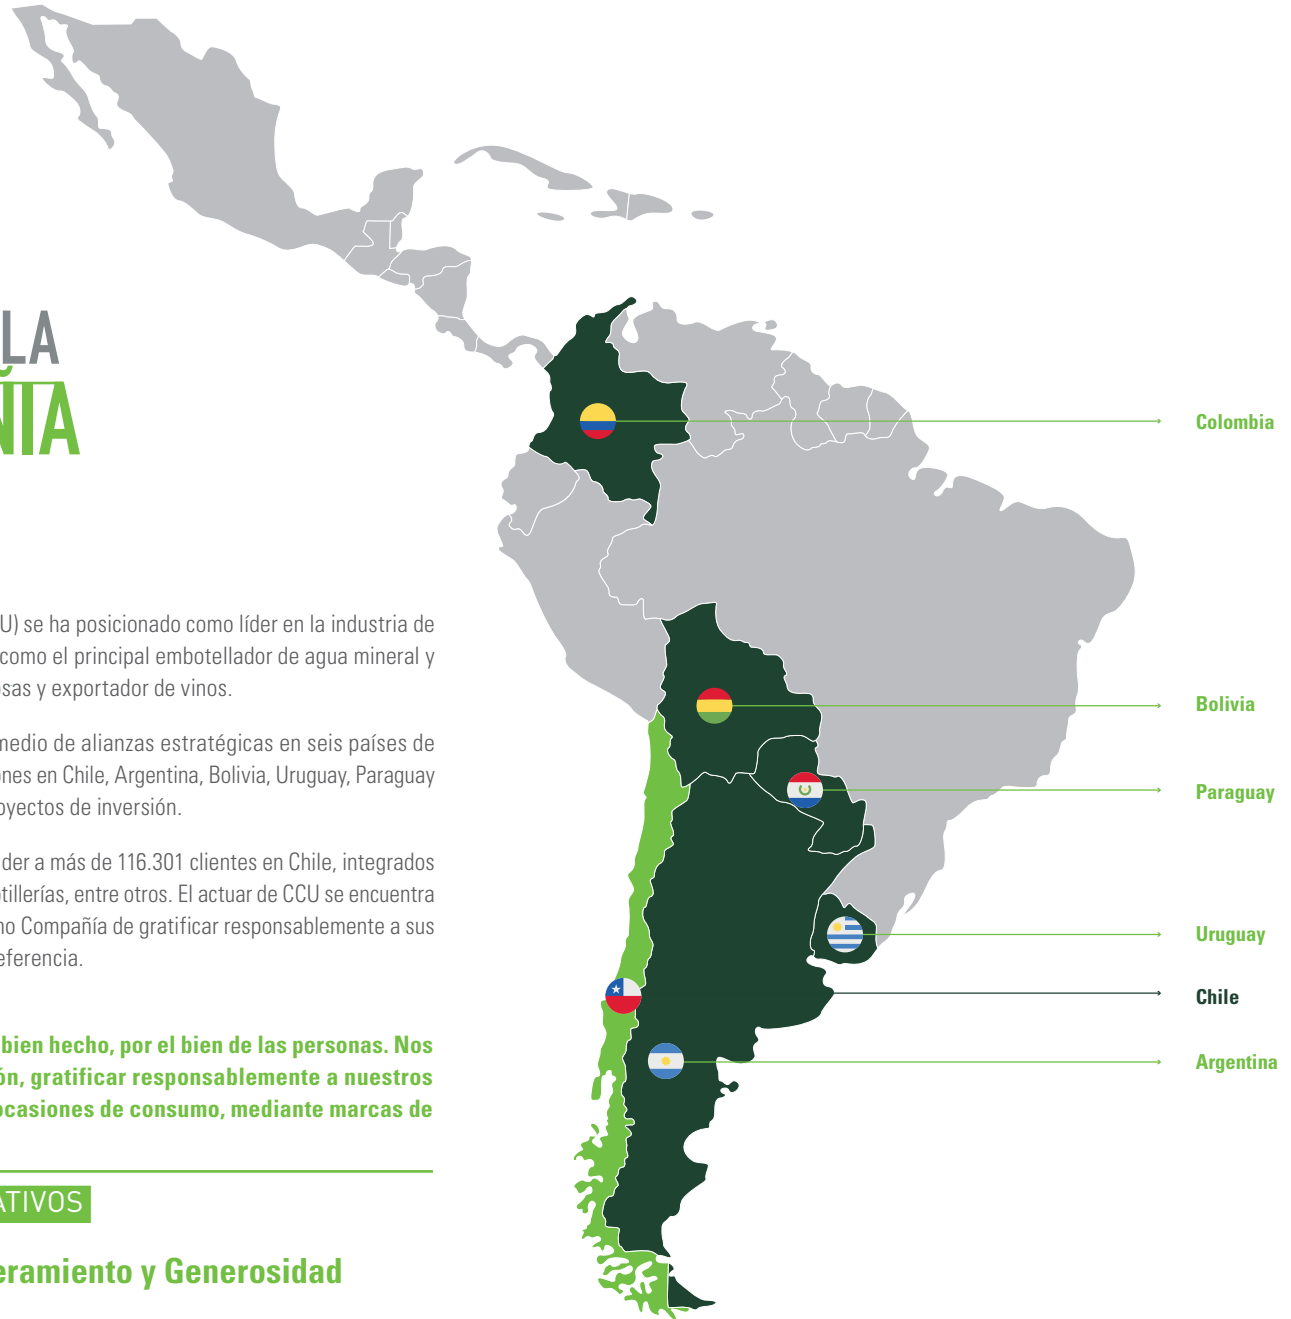 LA
ÑÍA
U) se ha posicionado como líder en la industria de
como el principal embotellador de agua mineral y
osas y exportador de vinos.
medio de alianzas estratégicas en seis países de
ones en Chile, Argentina, Bolivia, Uruguay, Paraguay
oyectos de inversión.
der a más de 116.301 clientes en Chile, integrados
otillerías, entre otros. El actuar de CCU se encuentra
no Compañía de gratificar responsablemente a sus
eferencia.
bien hecho, por el bien de las personas. Nos
ón, gratificar responsablemente a nuestros
ocasiones de consumo, mediante marcas de
ATIVOS
eramiento y Generosidad
Colombia
Bolivia
Paraguay
Uruguay
Chile
Argentina